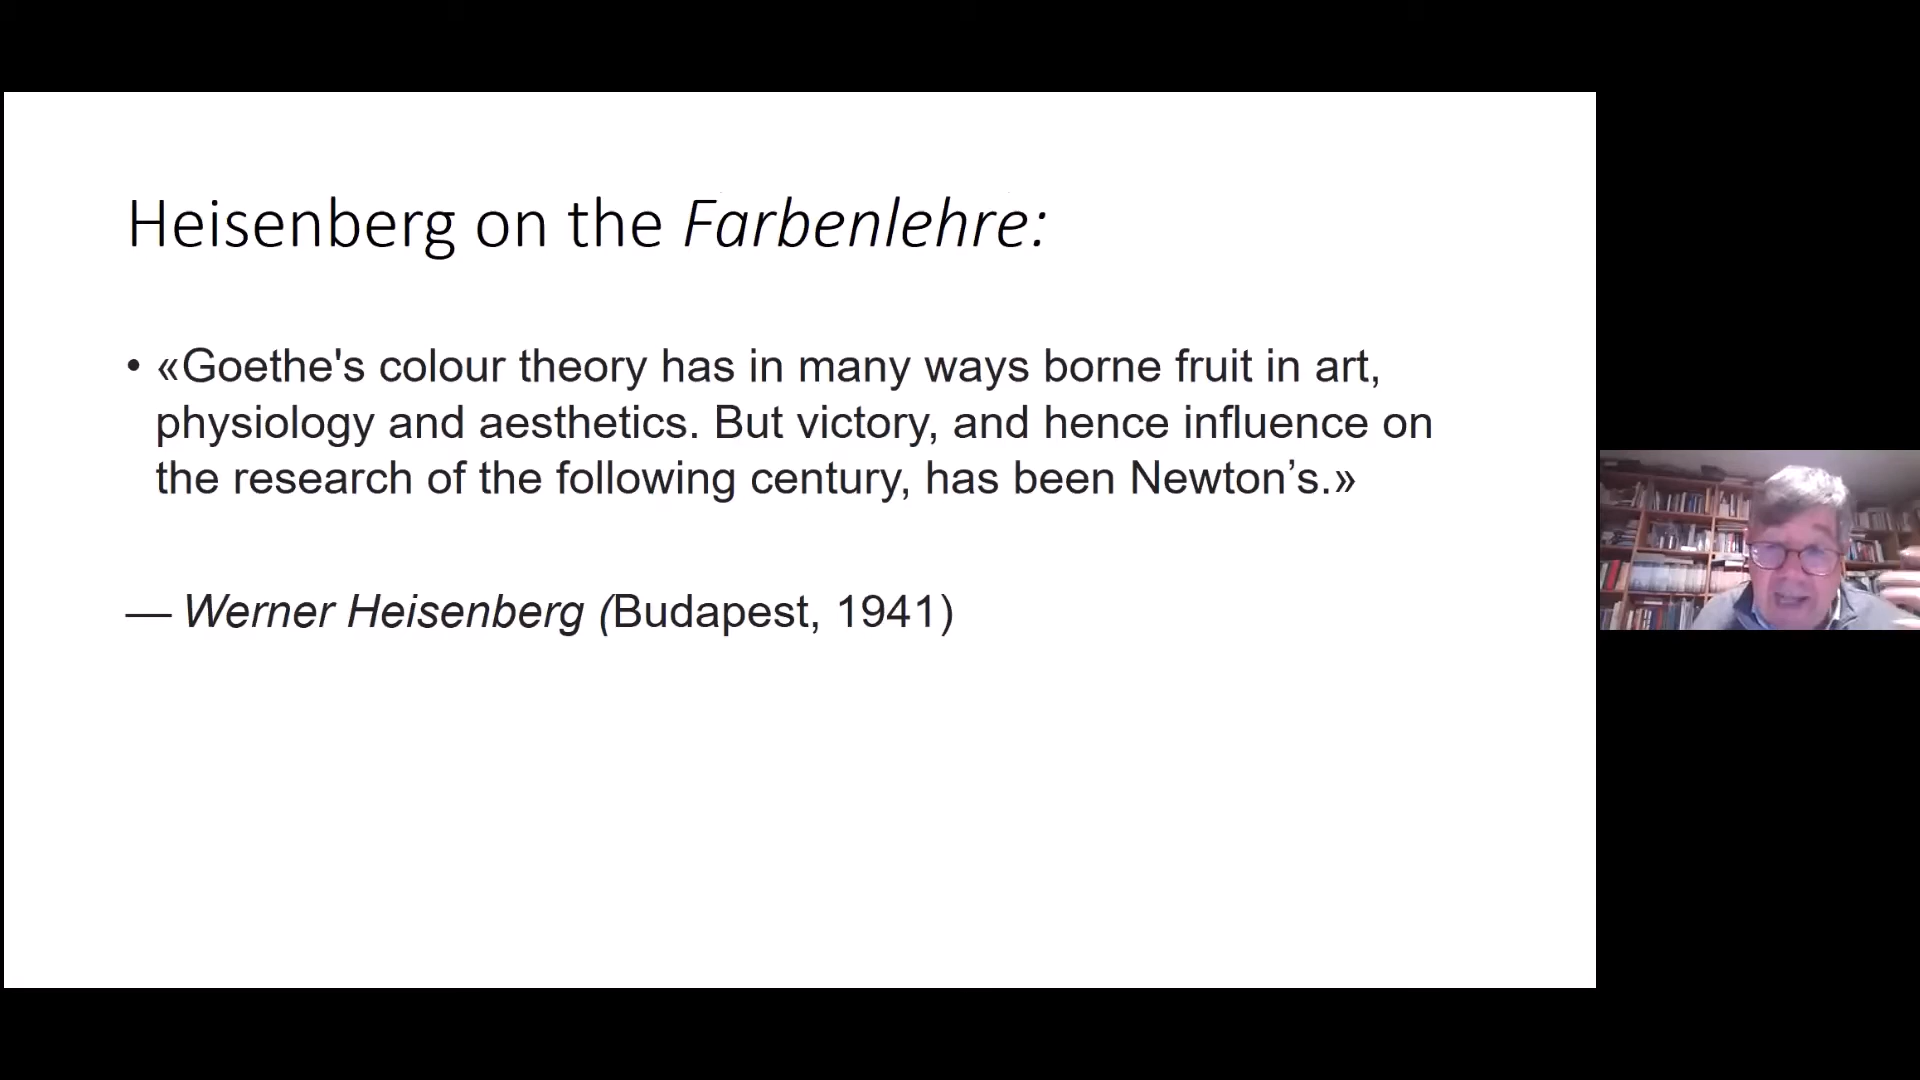 Heisenberg on the Farbenlehre:
• «Goethe's colour theory has in many ways borne fruit in art,
physiology and aesthetics. But victory, and hence influence on
the research of the following century, has been Newton’s.»
— Werner Heisenberg (Budapest, 1941)